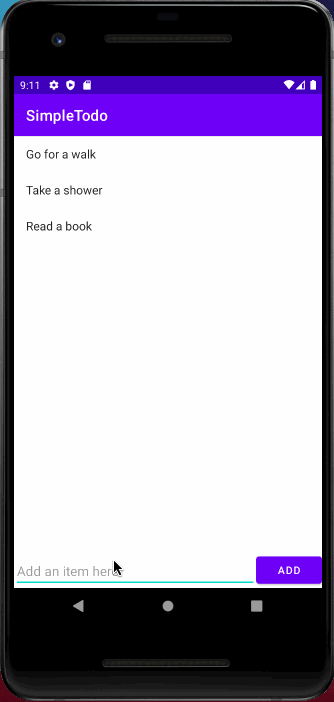 9:11
SimpleTodo
Go for a walk
Take a shower
Read a book
Add an item here
ADD